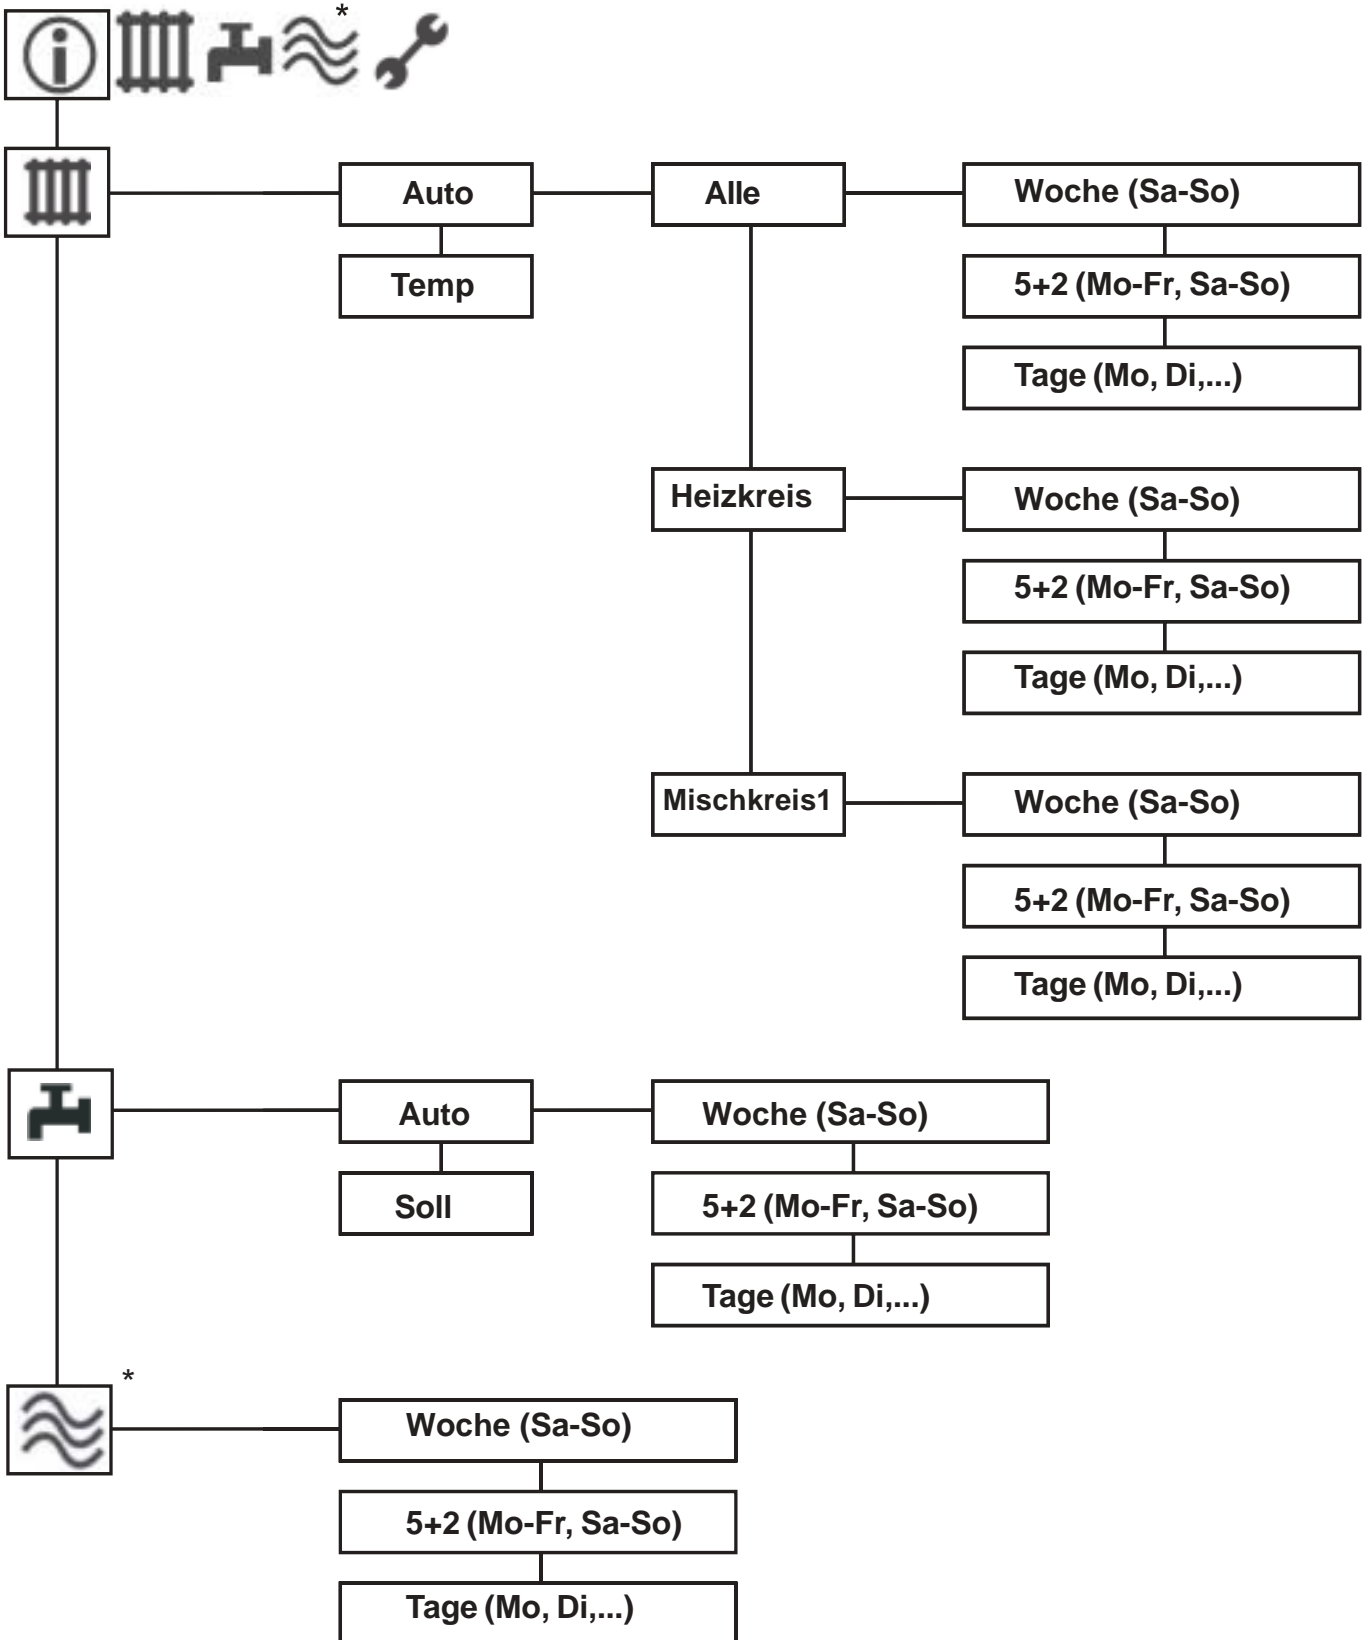 *
Auto
Alle
Woche (Sa-So)
Temp
5+2 (Mo-Fr, Sa-So)
Tage (Mo, Di,...)
Heizkreis
Woche (Sa-So)
5+2 (Mo-Fr, Sa-So)
Tage (Mo, Di,...)
Mischkreis1
Woche (Sa-So)
5+2 (Mo-Fr, Sa-So)
Tage (Mo, Di,...)
Auto
Woche (Sa-So)
Soll
5+2 (Mo-Fr, Sa-So)
Tage (Mo, Di,...)
*
Woche (Sa-So)
5+2 (Mo-Fr, Sa-So)
Tage (Mo, Di,...)